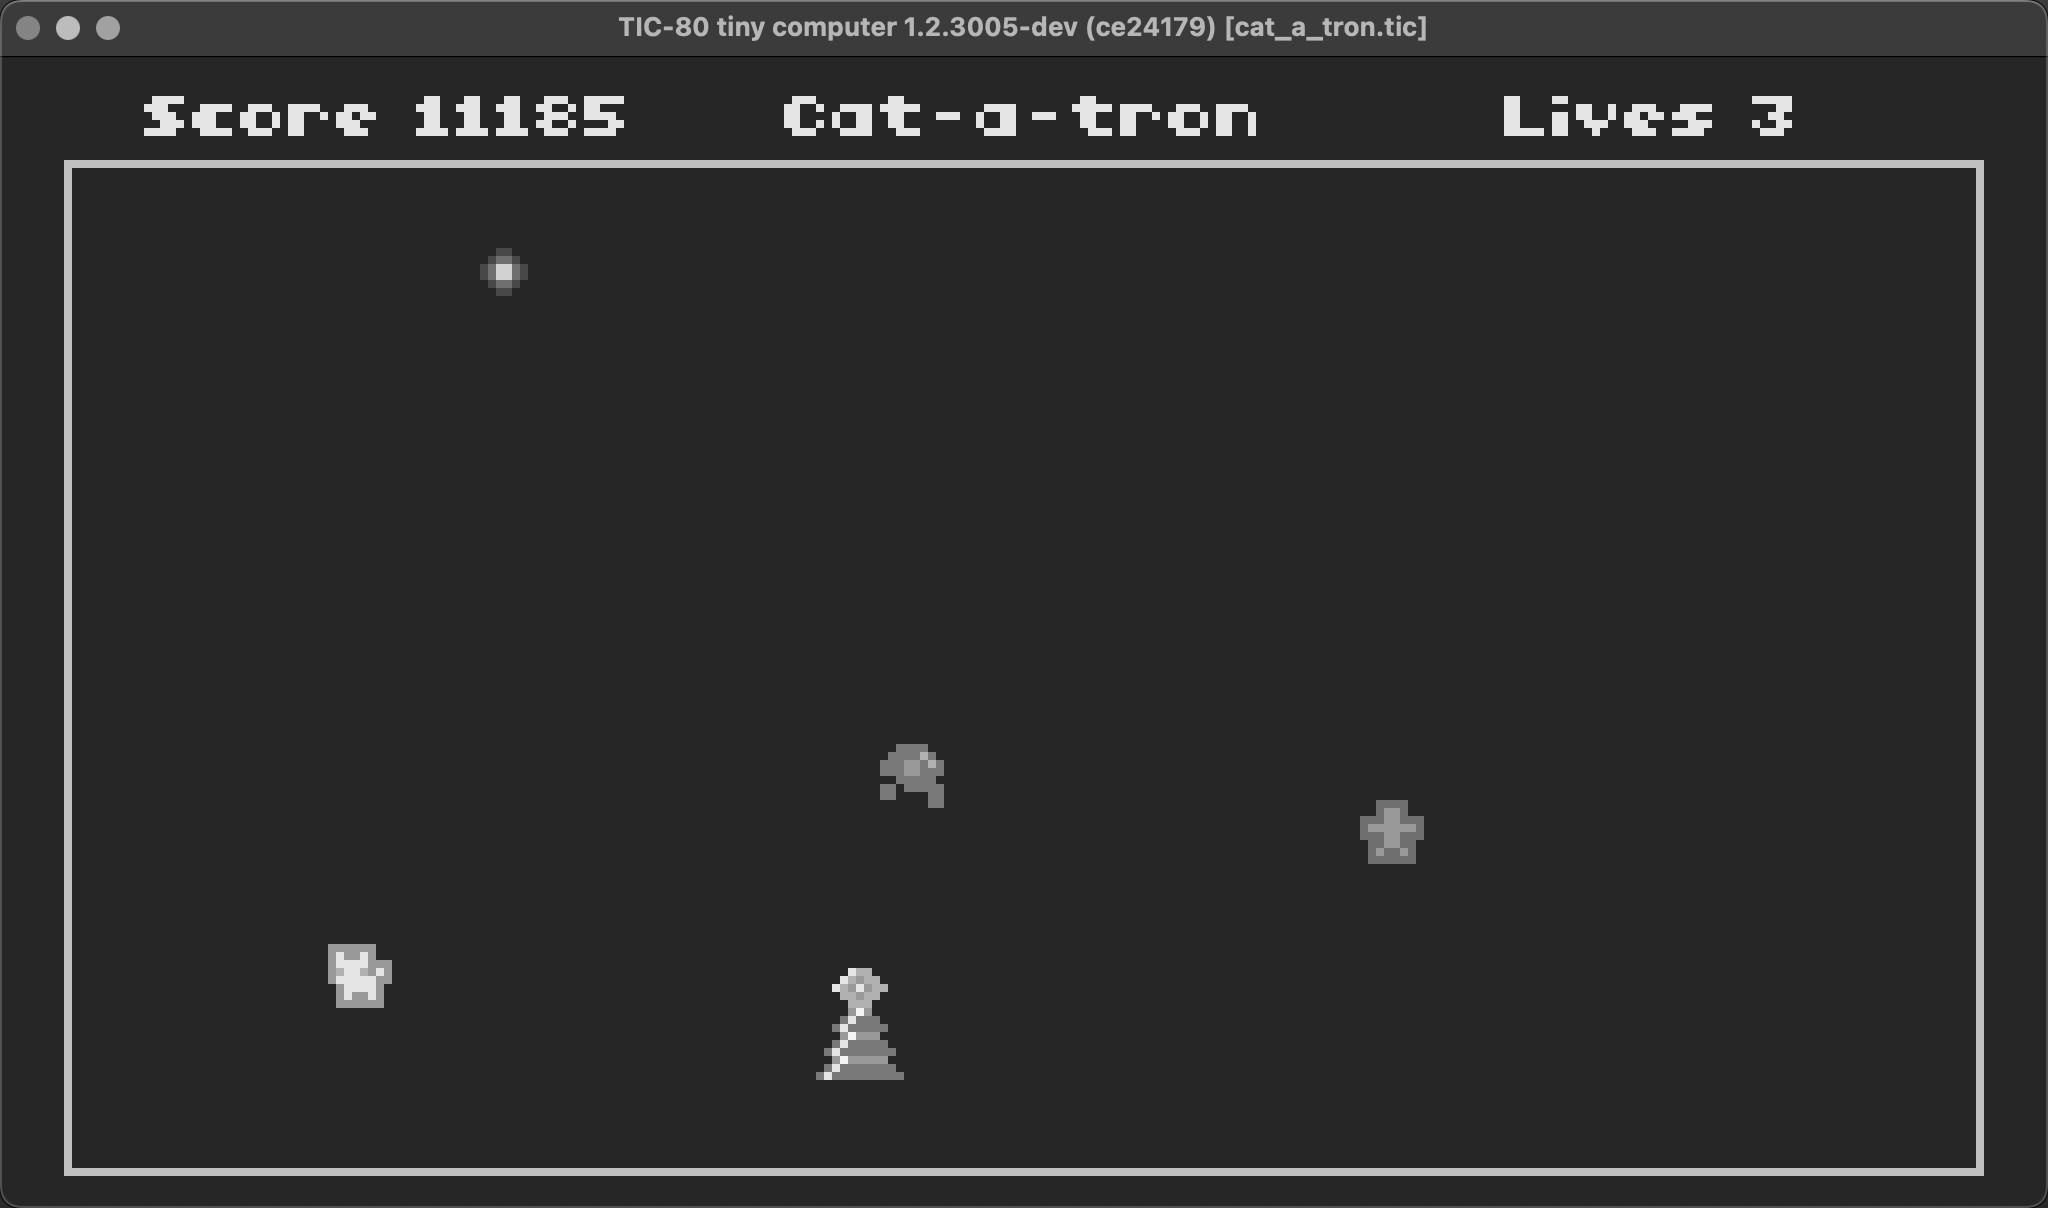 TIC-80 tiny computer 1.2.3005-dev (ce24179) [cat_a_tron.tic]
Score 11185 Cat-a-tron Lives 3